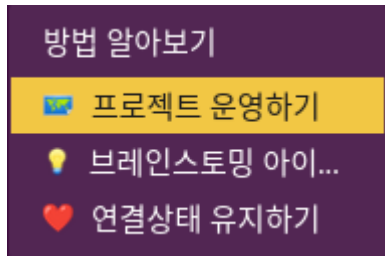 방법 알아보기
🗺️ 프로젝트 운영하기
💡 브레인스토밍 아이...
❤️ 연결상태 유지하기